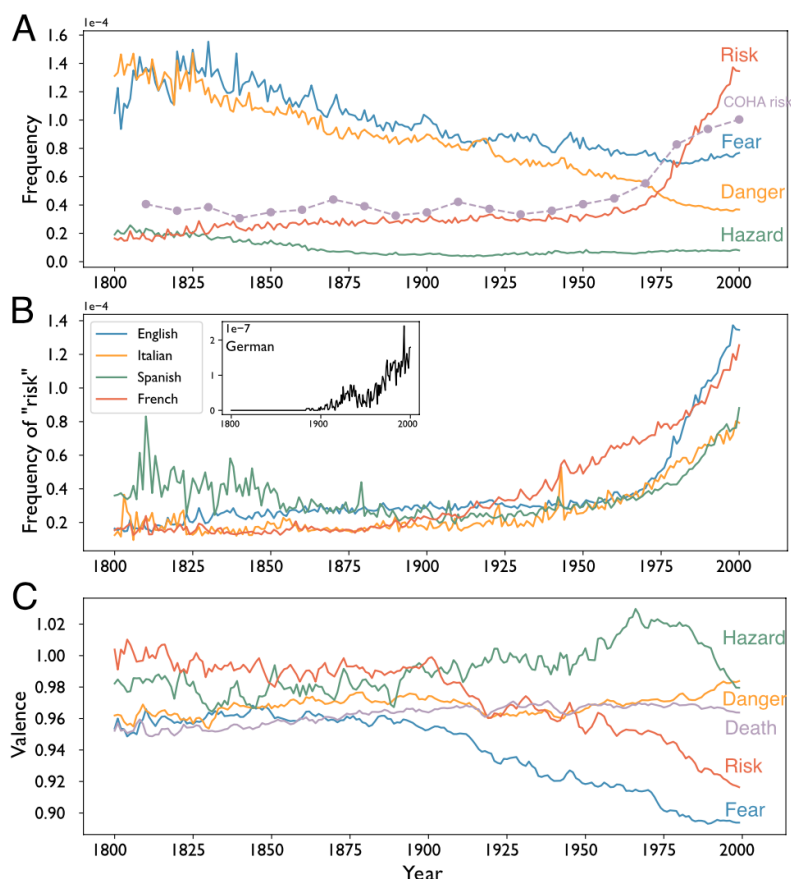 A
1e−4
1.6
1.4
1.2
1.0
0.8
0.6
0.4
0.2
0.0
Frequency
Risk
COHA risk
Fear
Danger
Hazard
1800 1825 1850 1875 1900 1925 1950 1975 2000
B
1e−4
1.4
1.2
1.0
0.8
0.6
0.4
0.2
Frequency of "risk"
English
Italian
Spanish
French
1e−7
German
2
1
0
1800 1900 2000
1800 1825 1850 1875 1900 1925 1950 1975 2000
C
1.02
1.00
0.98
0.96
0.94
0.92
0.90
Valence
Hazard
Danger
Death
Risk
Fear
1800 1825 1850 1875 1900 1925 1950 1975 2000
Year